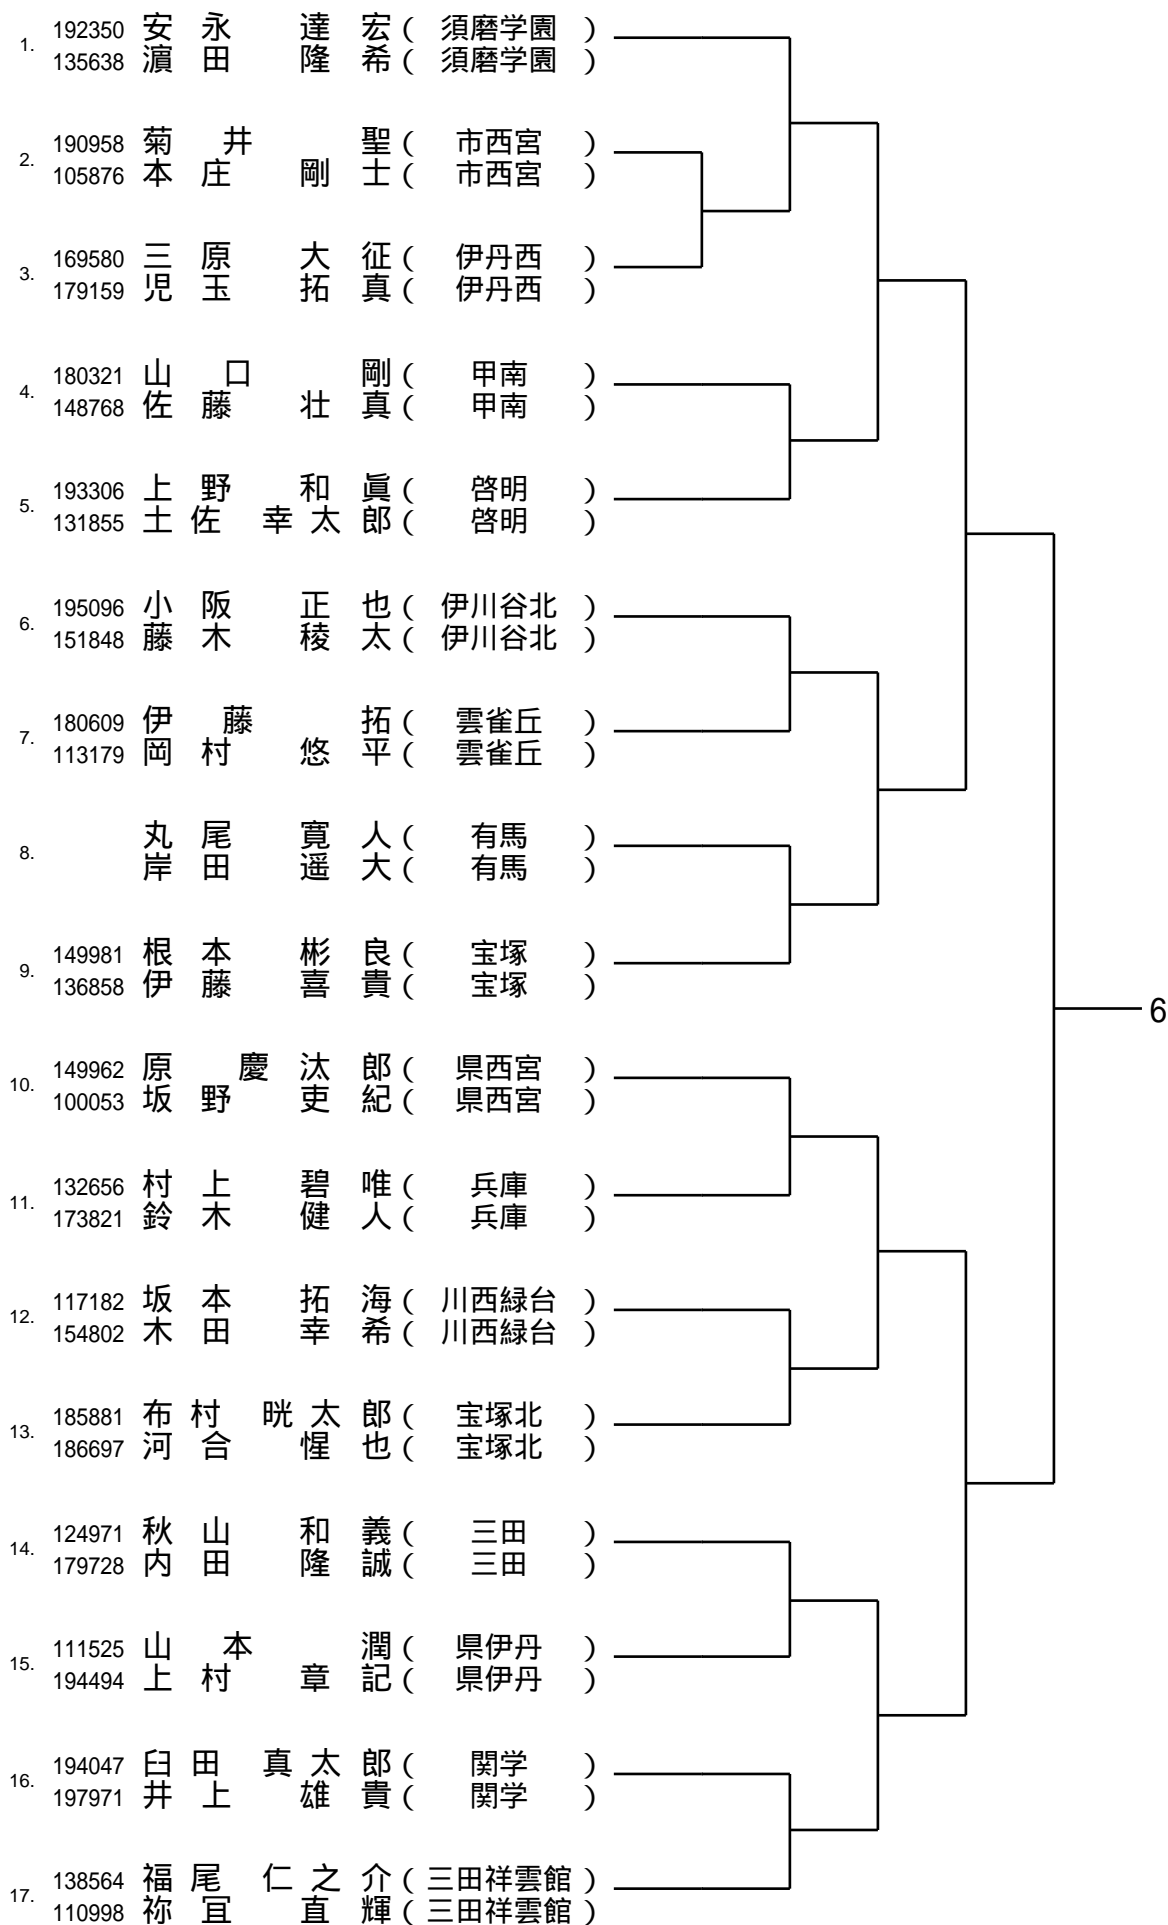 1. 192350 安永 達宏 ( 須磨学園 )
135638 濵田 隆希 ( 須磨学園 )
2. 190958 菊井 聖 ( 市西宮 )
105876 本庄 剛士 ( 市西宮 )
3. 169580 三原 大征 ( 伊丹西 )
179159 児玉 拓真 ( 伊丹西 )
4. 180321 山口 剛 ( 甲南 )
148768 佐藤 壮真 ( 甲南 )
5. 193306 上野 和眞 ( 啓明 )
131855 土佐 幸太郎 ( 啓明 )
6. 195096 小阪 正也 ( 伊川谷北 )
151848 藤木 稜太 ( 伊川谷北 )
7. 180609 伊藤 拓 ( 雲雀丘 )
113179 岡村 悠平 ( 雲雀丘 )
8. 丸尾 寛人 ( 有馬 )
岸田 遥大 ( 有馬 )
9. 149981 根本 彬良 ( 宝塚 )
136858 伊藤 喜貴 ( 宝塚 )
6
10. 149962 原 慶汰郎 ( 県西宮 )
100053 坂野 吏紀 ( 県西宮 )
11. 132656 村上 碧唯 ( 兵庫 )
173821 鈴木 健人 ( 兵庫 )
12. 117182 坂本 拓海 ( 川西緑台 )
154802 木田 幸希 ( 川西緑台 )
13. 185881 布村 晄太郎 ( 宝塚北 )
186697 河合 惺也 ( 宝塚北 )
14. 124971 秋山 和義 ( 三田 )
179728 内田 隆誠 ( 三田 )
15. 111525 山本 潤 ( 県伊丹 )
194494 上村 章記 ( 県伊丹 )
16. 194047 臼田 真太郎 ( 関学 )
197971 井上 雄貴 ( 関学 )
17. 138564 福尾 仁之介 ( 三田祥雲館 )
110998 祢冝 直輝 ( 三田祥雲館 )